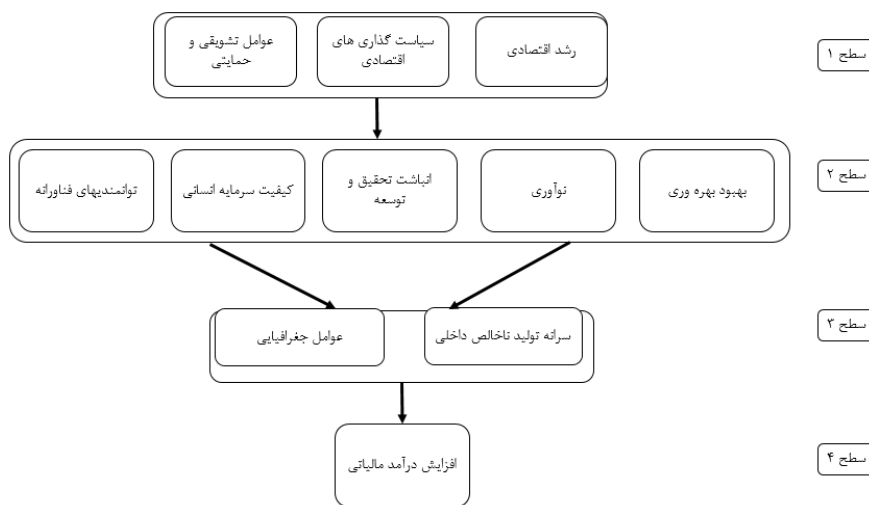 سطح ۱
رشد اقتصادی
سیاست گذاری های
اقتصادی
عوامل تشویقی و
حمایتی
سطح ۲
بهبود بهره وری
نوآوری
انباشت تحقیق و
توسعه
کیفیت سرمایه انسانی
توانمندیهای فناورانه
سطح ۳
سرانه تولید ناخالص داخلی
عوامل جغرافیایی
سطح ۴
افزایش درآمد مالیاتی